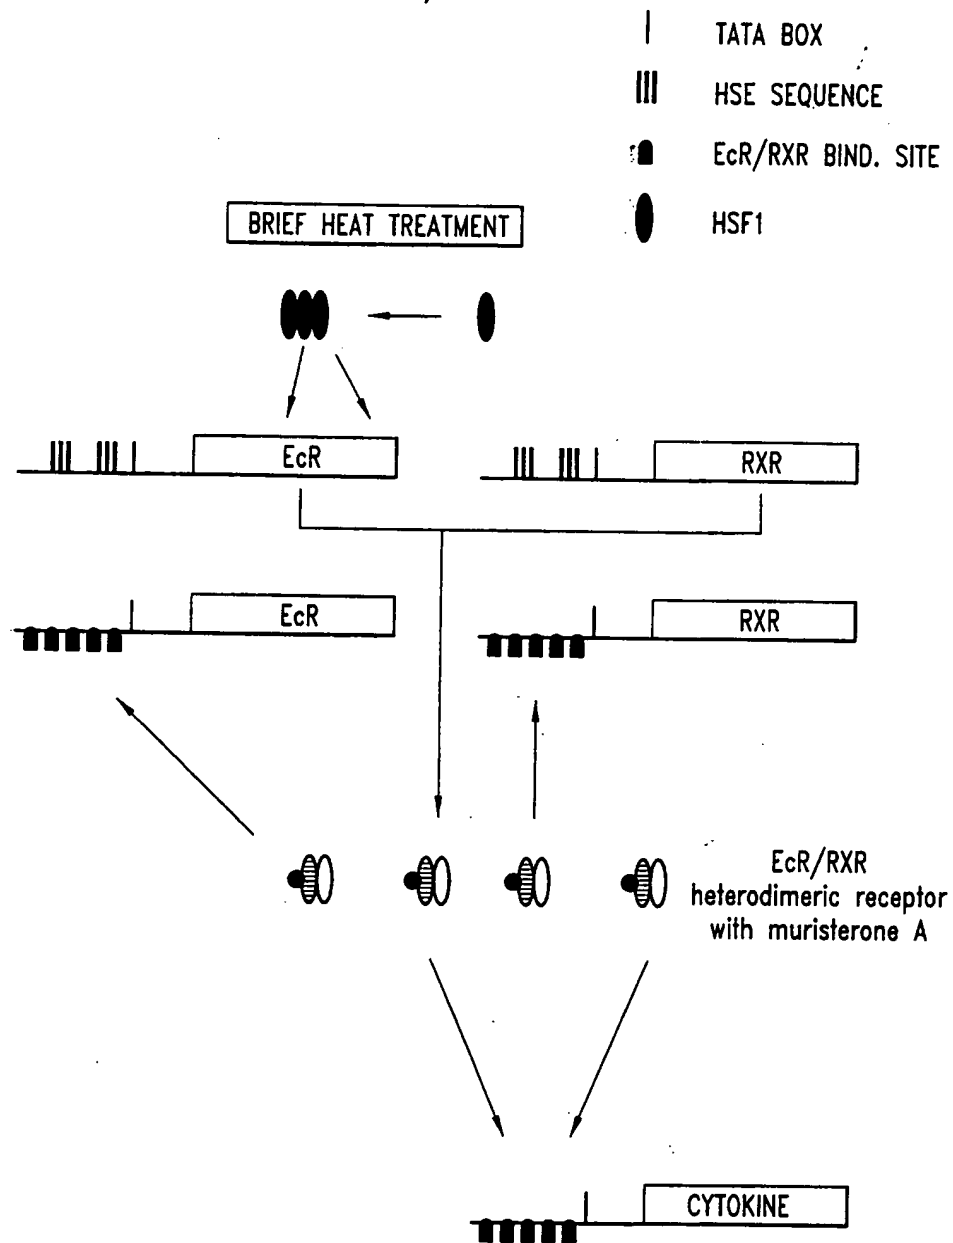 TATA BOX
HSE SEQUENCE
EcR/RXR BIND. SITE
HSF1
BRIEF HEAT TREATMENT
EcR
RXR
EcR
RXR
EcR/RXR
heterodimeric receptor
with muristerone A
CYTOKINE